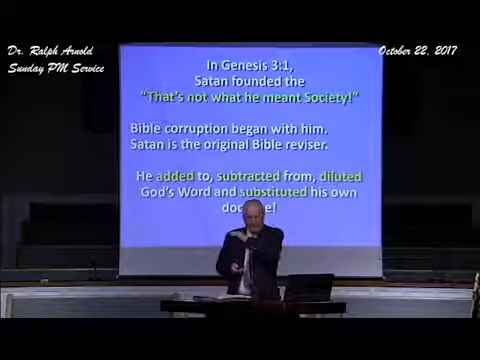 Dr. Ralph Arnold
Sunday PM Service
October 22, 2017
In Genesis 3:1,
Satan founded the
“That's not what he meant Society!”
Bible corruption began with him.
Satan is the original Bible reviser.
He added to, subtracted from, diluted
God's Word and substituted his own